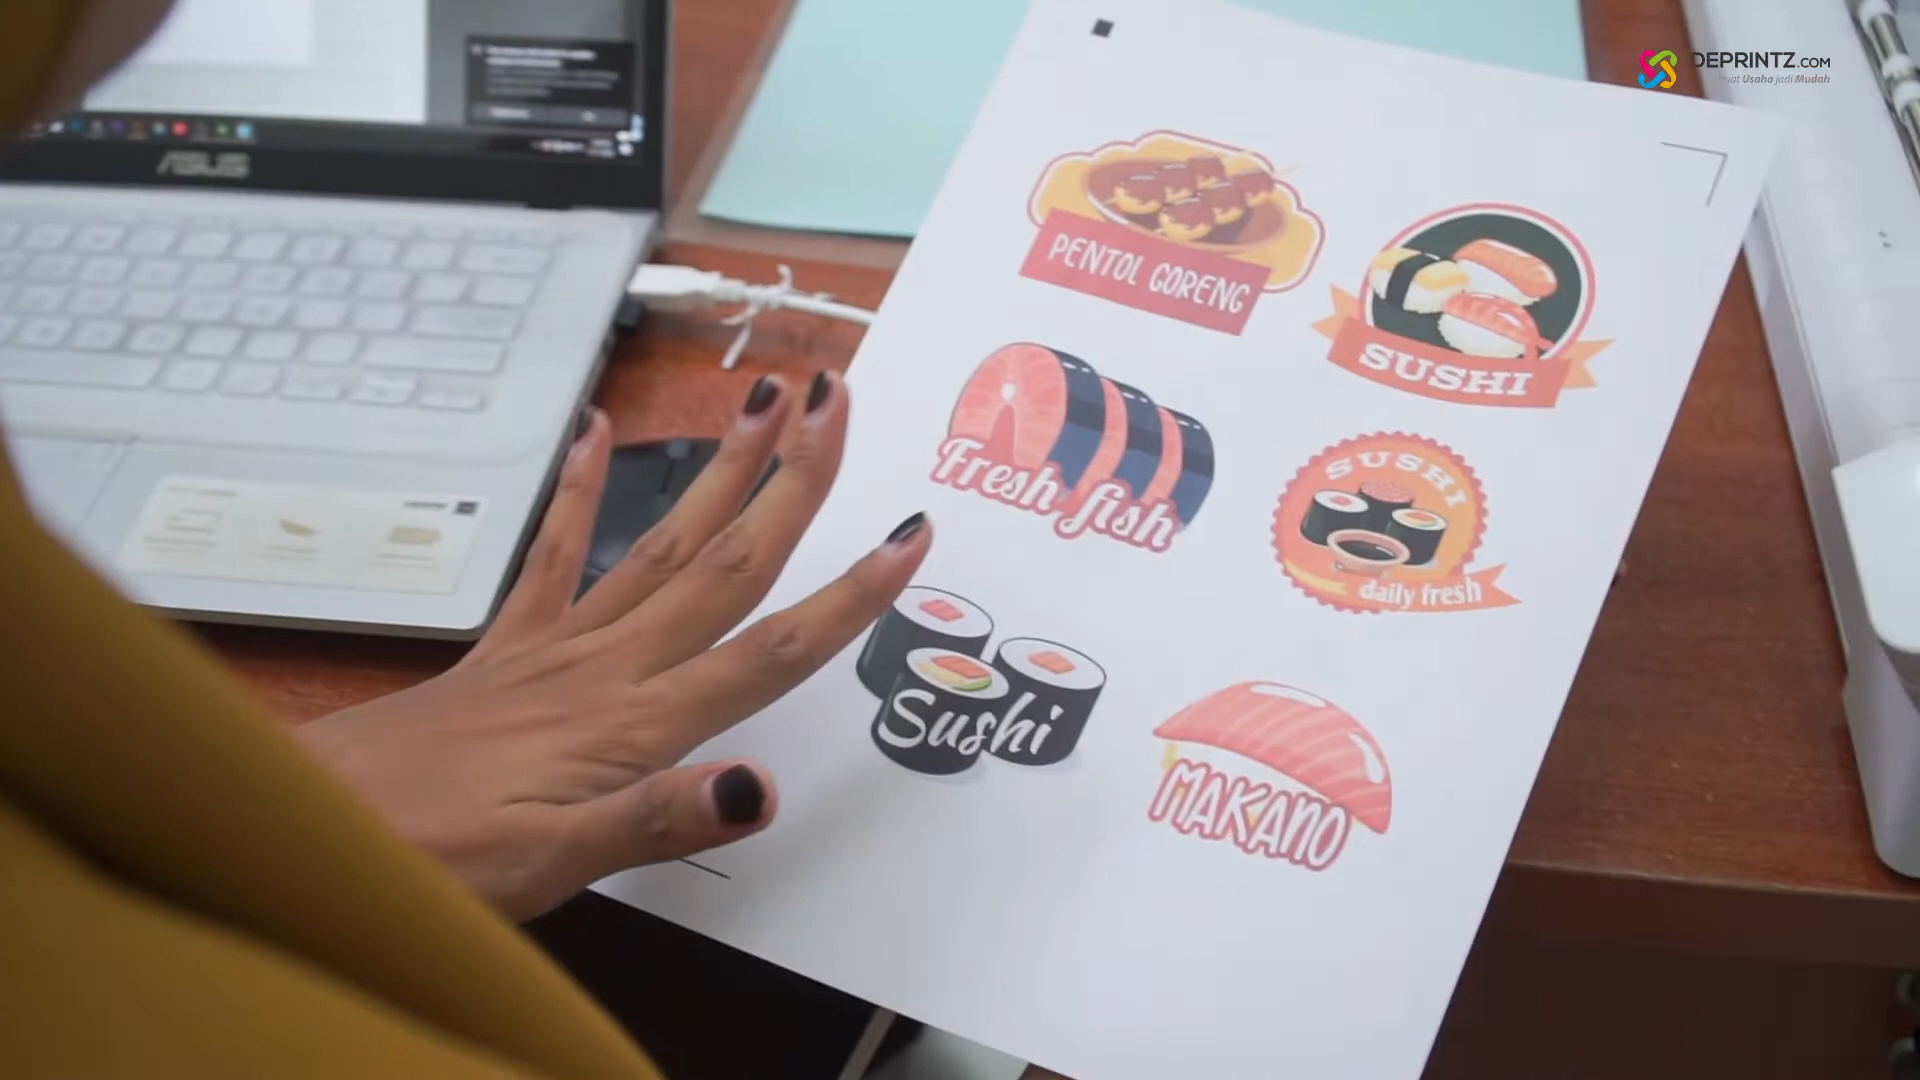 DEPRINTZ.COM
Usaha jadi Mudah
ASUS
PENTOL GORENG
SUSHI
Fresh fish
SUSHI
daily fresh
Sushi
MAKANO